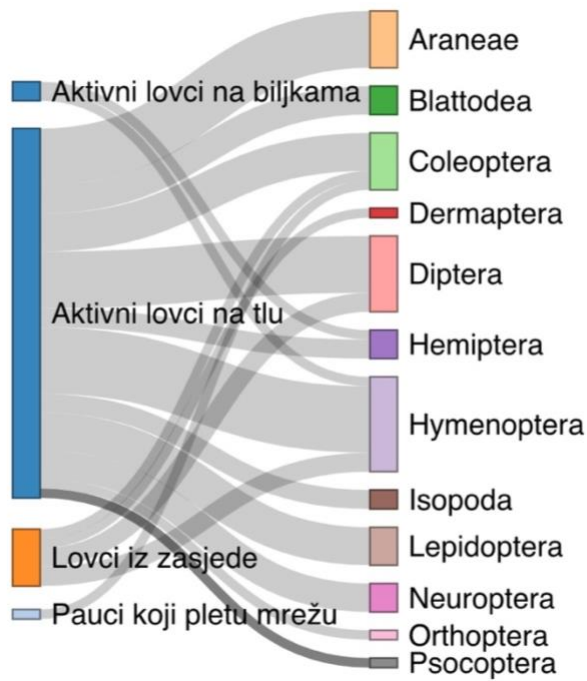 Aktivni lovci na biljkama
Aktivni lovci na tlu
Lovci iz zasjede
Pauci koji pletu mrežu
Araneae
Blattodea
Coleoptera
Dermaptera
Diptera
Hemiptera
Hymenoptera
Isopoda
Lepidoptera
Neuroptera
Orthoptera
Psocoptera